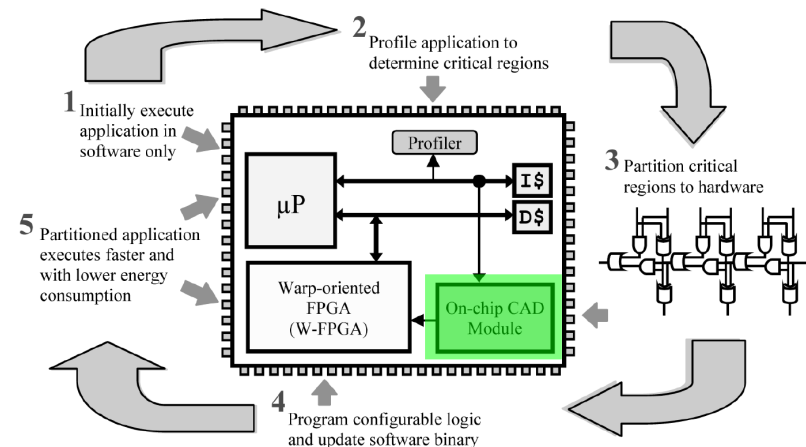 2 Profile application to
determine critical regions
1 Initially execute
application in
software only
Profiler
3 Partition critical
regions to hardware
I$
μP
D$
5 Partitioned application
executes faster and
with lower energy
consumption
Warp-oriented
FPGA
(W-FPGA)
On-chip CAD
Module
4 Program configurable logic
and update software binary